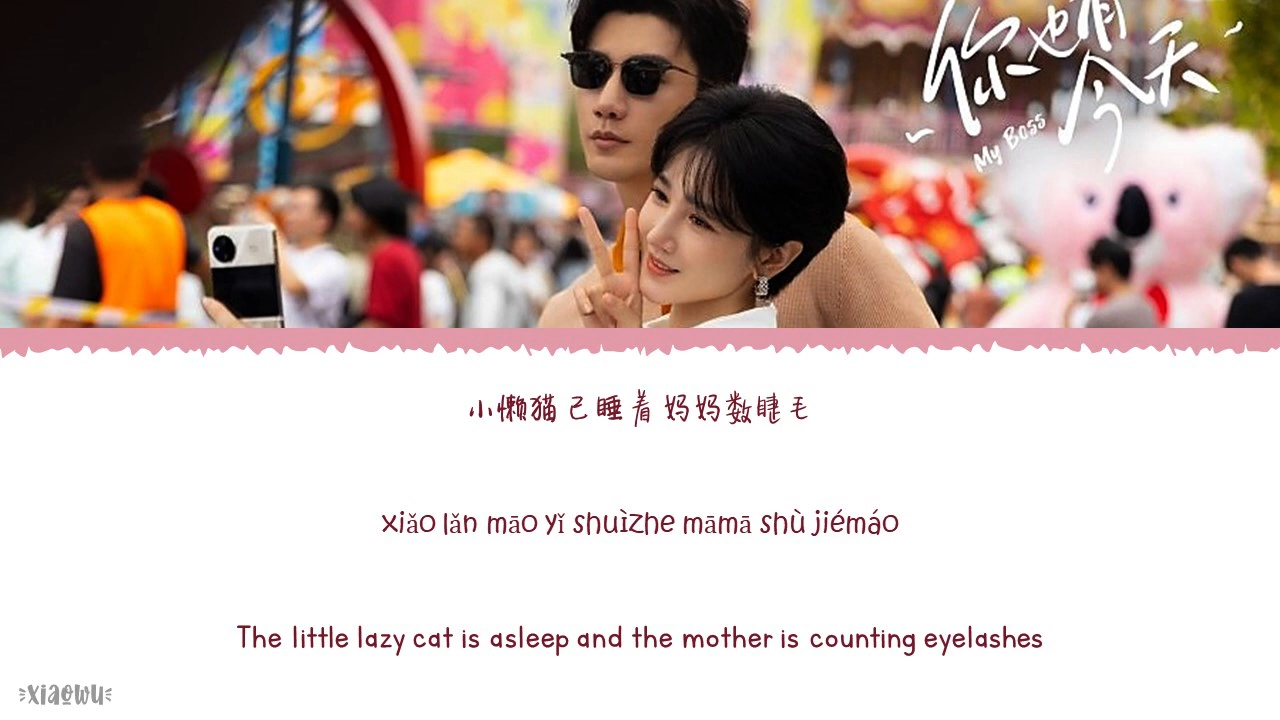 你也有今天
My Boss
小懒猫已睡着 妈妈数睫毛
xiǎo lǎn māo yǐ shuìzhe māmā shù jiémáo
The little lazy cat is asleep and the mother is counting eyelashes
xiaowu